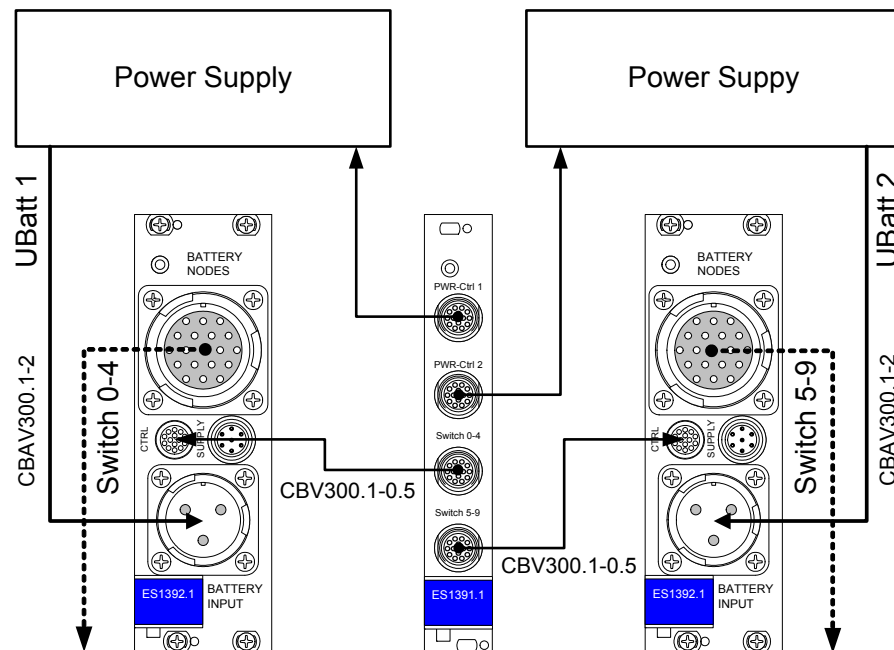 Power Supply
Power Suppy
UBatt 1
UBatt 2
BATTERY
NODES
PWR-Ctrl 1
BATTERY
NODES
PWR-Ctrl 2
CBAV300.1-2
Switch 0-4
CTRL
SUPPLY
Switch 0-4
CTRL
SUPPLY
Switch 5-9
CBAV300.1-2
CBV300.1-0.5
Switch 5-9
CBV300.1-0.5
ES1392.1
BATTERY
INPUT
ES1391.1
ES1392.1
BATTERY
INPUT